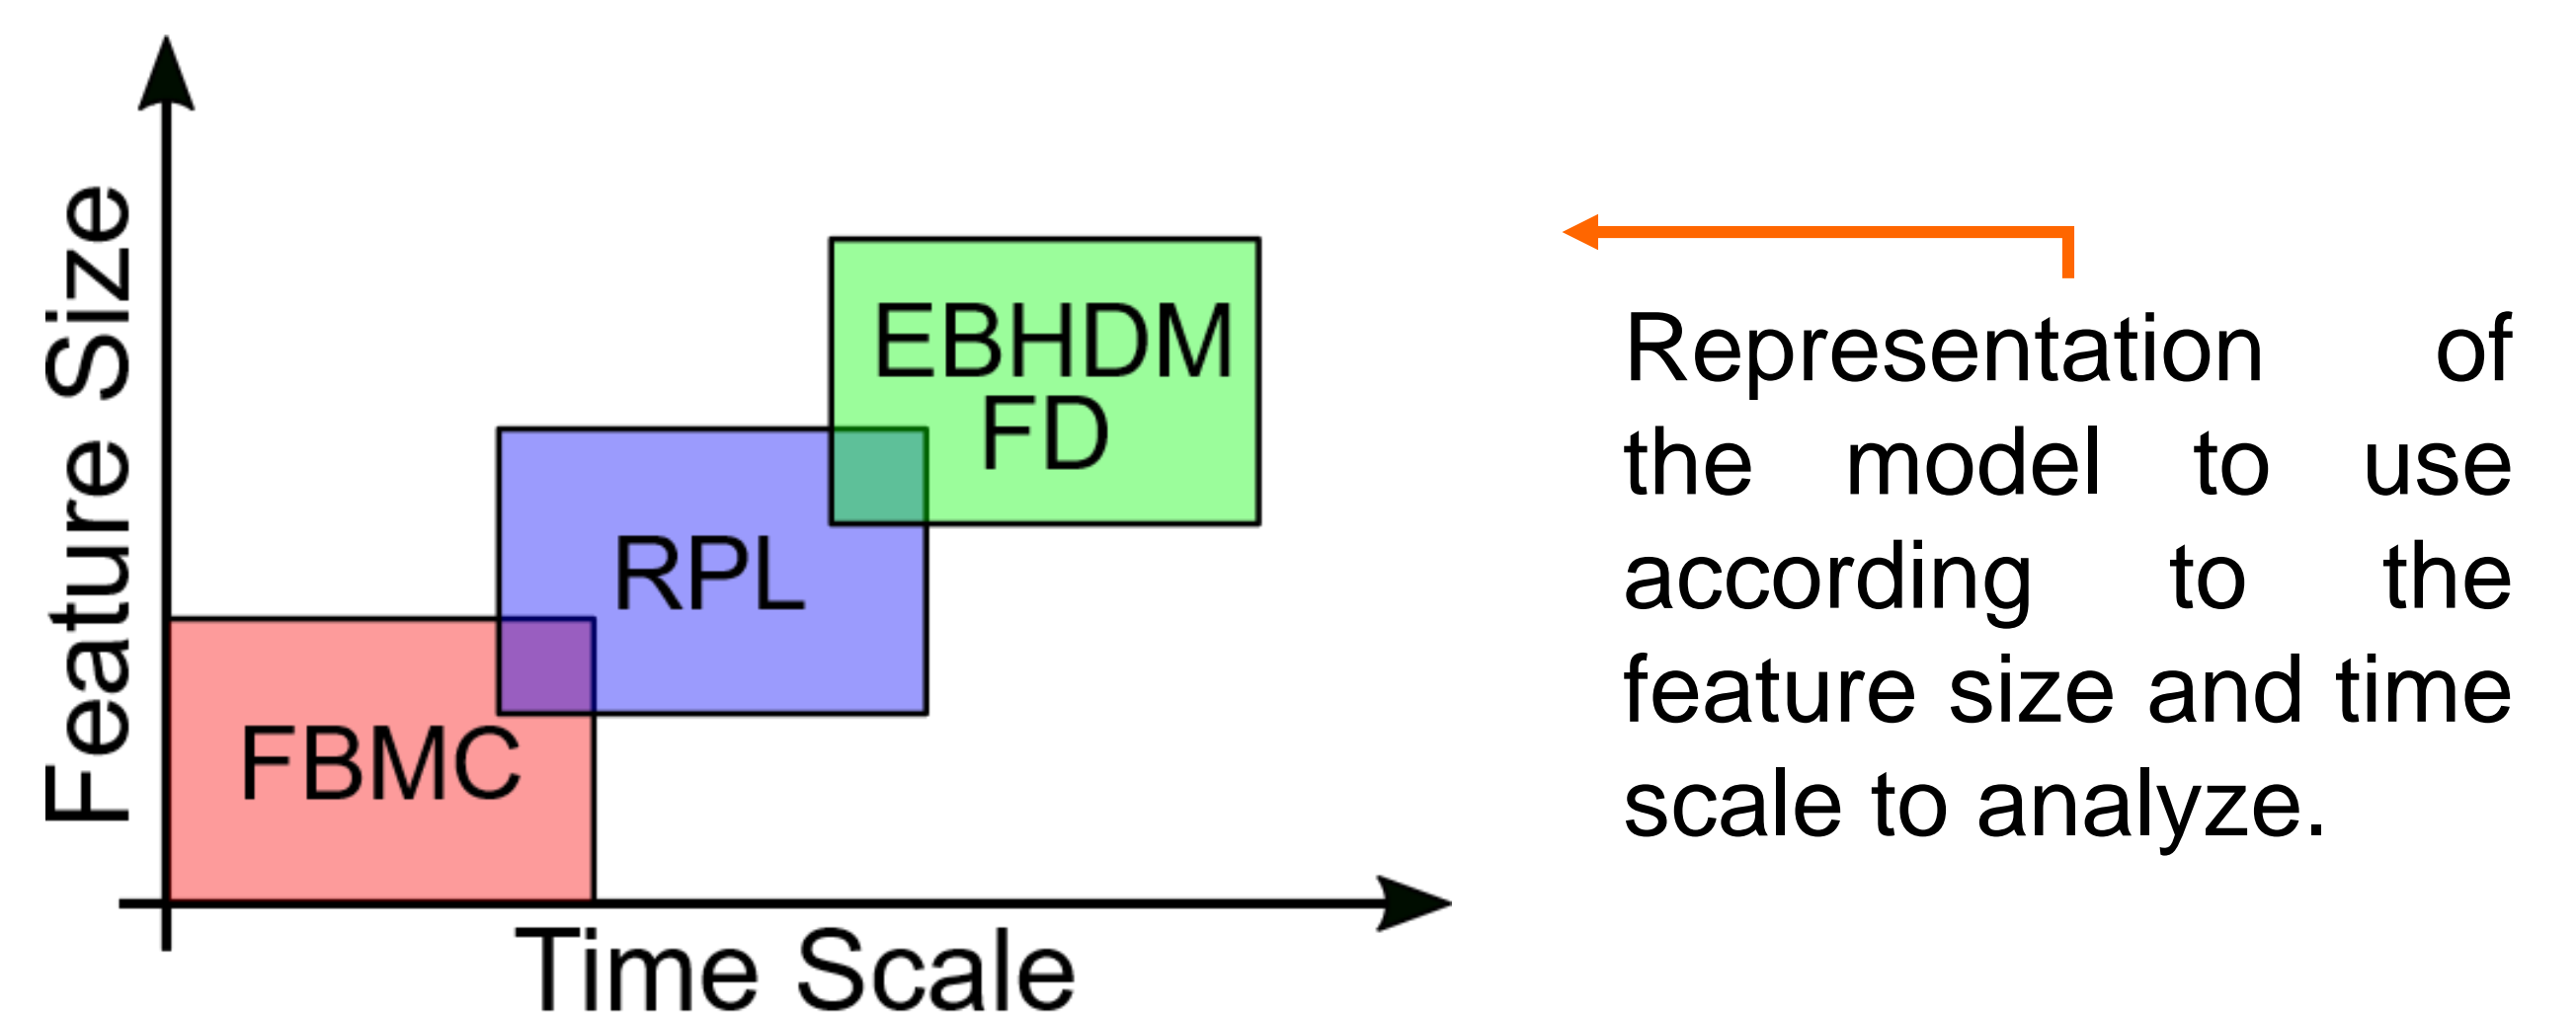 Feature Size
EBHDM
FD
RPL
FBMC
Time Scale
Representation of
the model to use
according to the
feature size and time
scale to analyze.